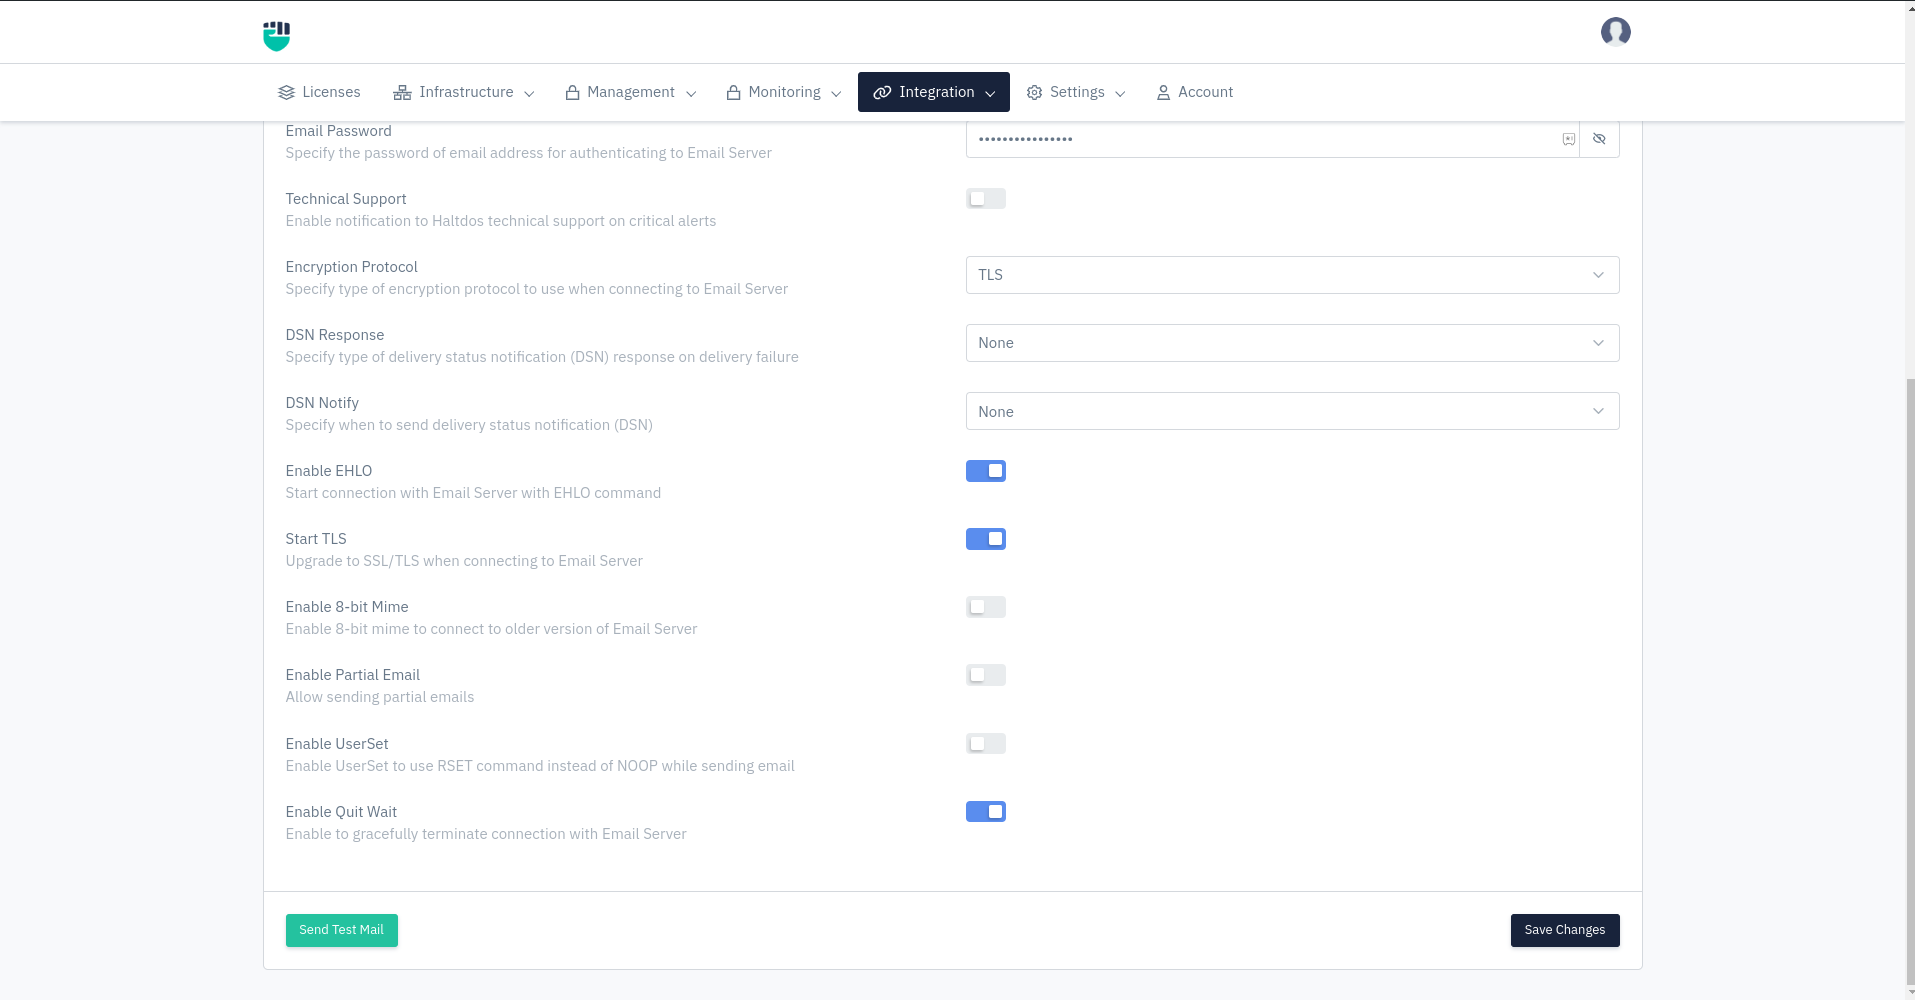 Licenses Infrastructure Management Monitoring Integration Settings Account
Email Password
Specify the password of email address for authenticating to Email Server
••••••••••••••••
Technical Support
Enable notification to Haltdos technical support on critical alerts
Encryption Protocol
Specify type of encryption protocol to use when connecting to Email Server
TLS
DSN Response
Specify type of delivery status notification (DSN) response on delivery failure
None
DSN Notify
Specify when to send delivery status notification (DSN)
None
Enable EHLO
Start connection with Email Server with EHLO command
Start TLS
Upgrade to SSL/TLS when connecting to Email Server
Enable 8-bit Mime
Enable 8-bit mime to connect to older version of Email Server
Enable Partial Email
Allow sending partial emails
Enable UserSet
Enable UserSet to use RSET command instead of NOOP while sending email
Enable Quit Wait
Enable to gracefully terminate connection with Email Server
Send Test Mail
Save Changes